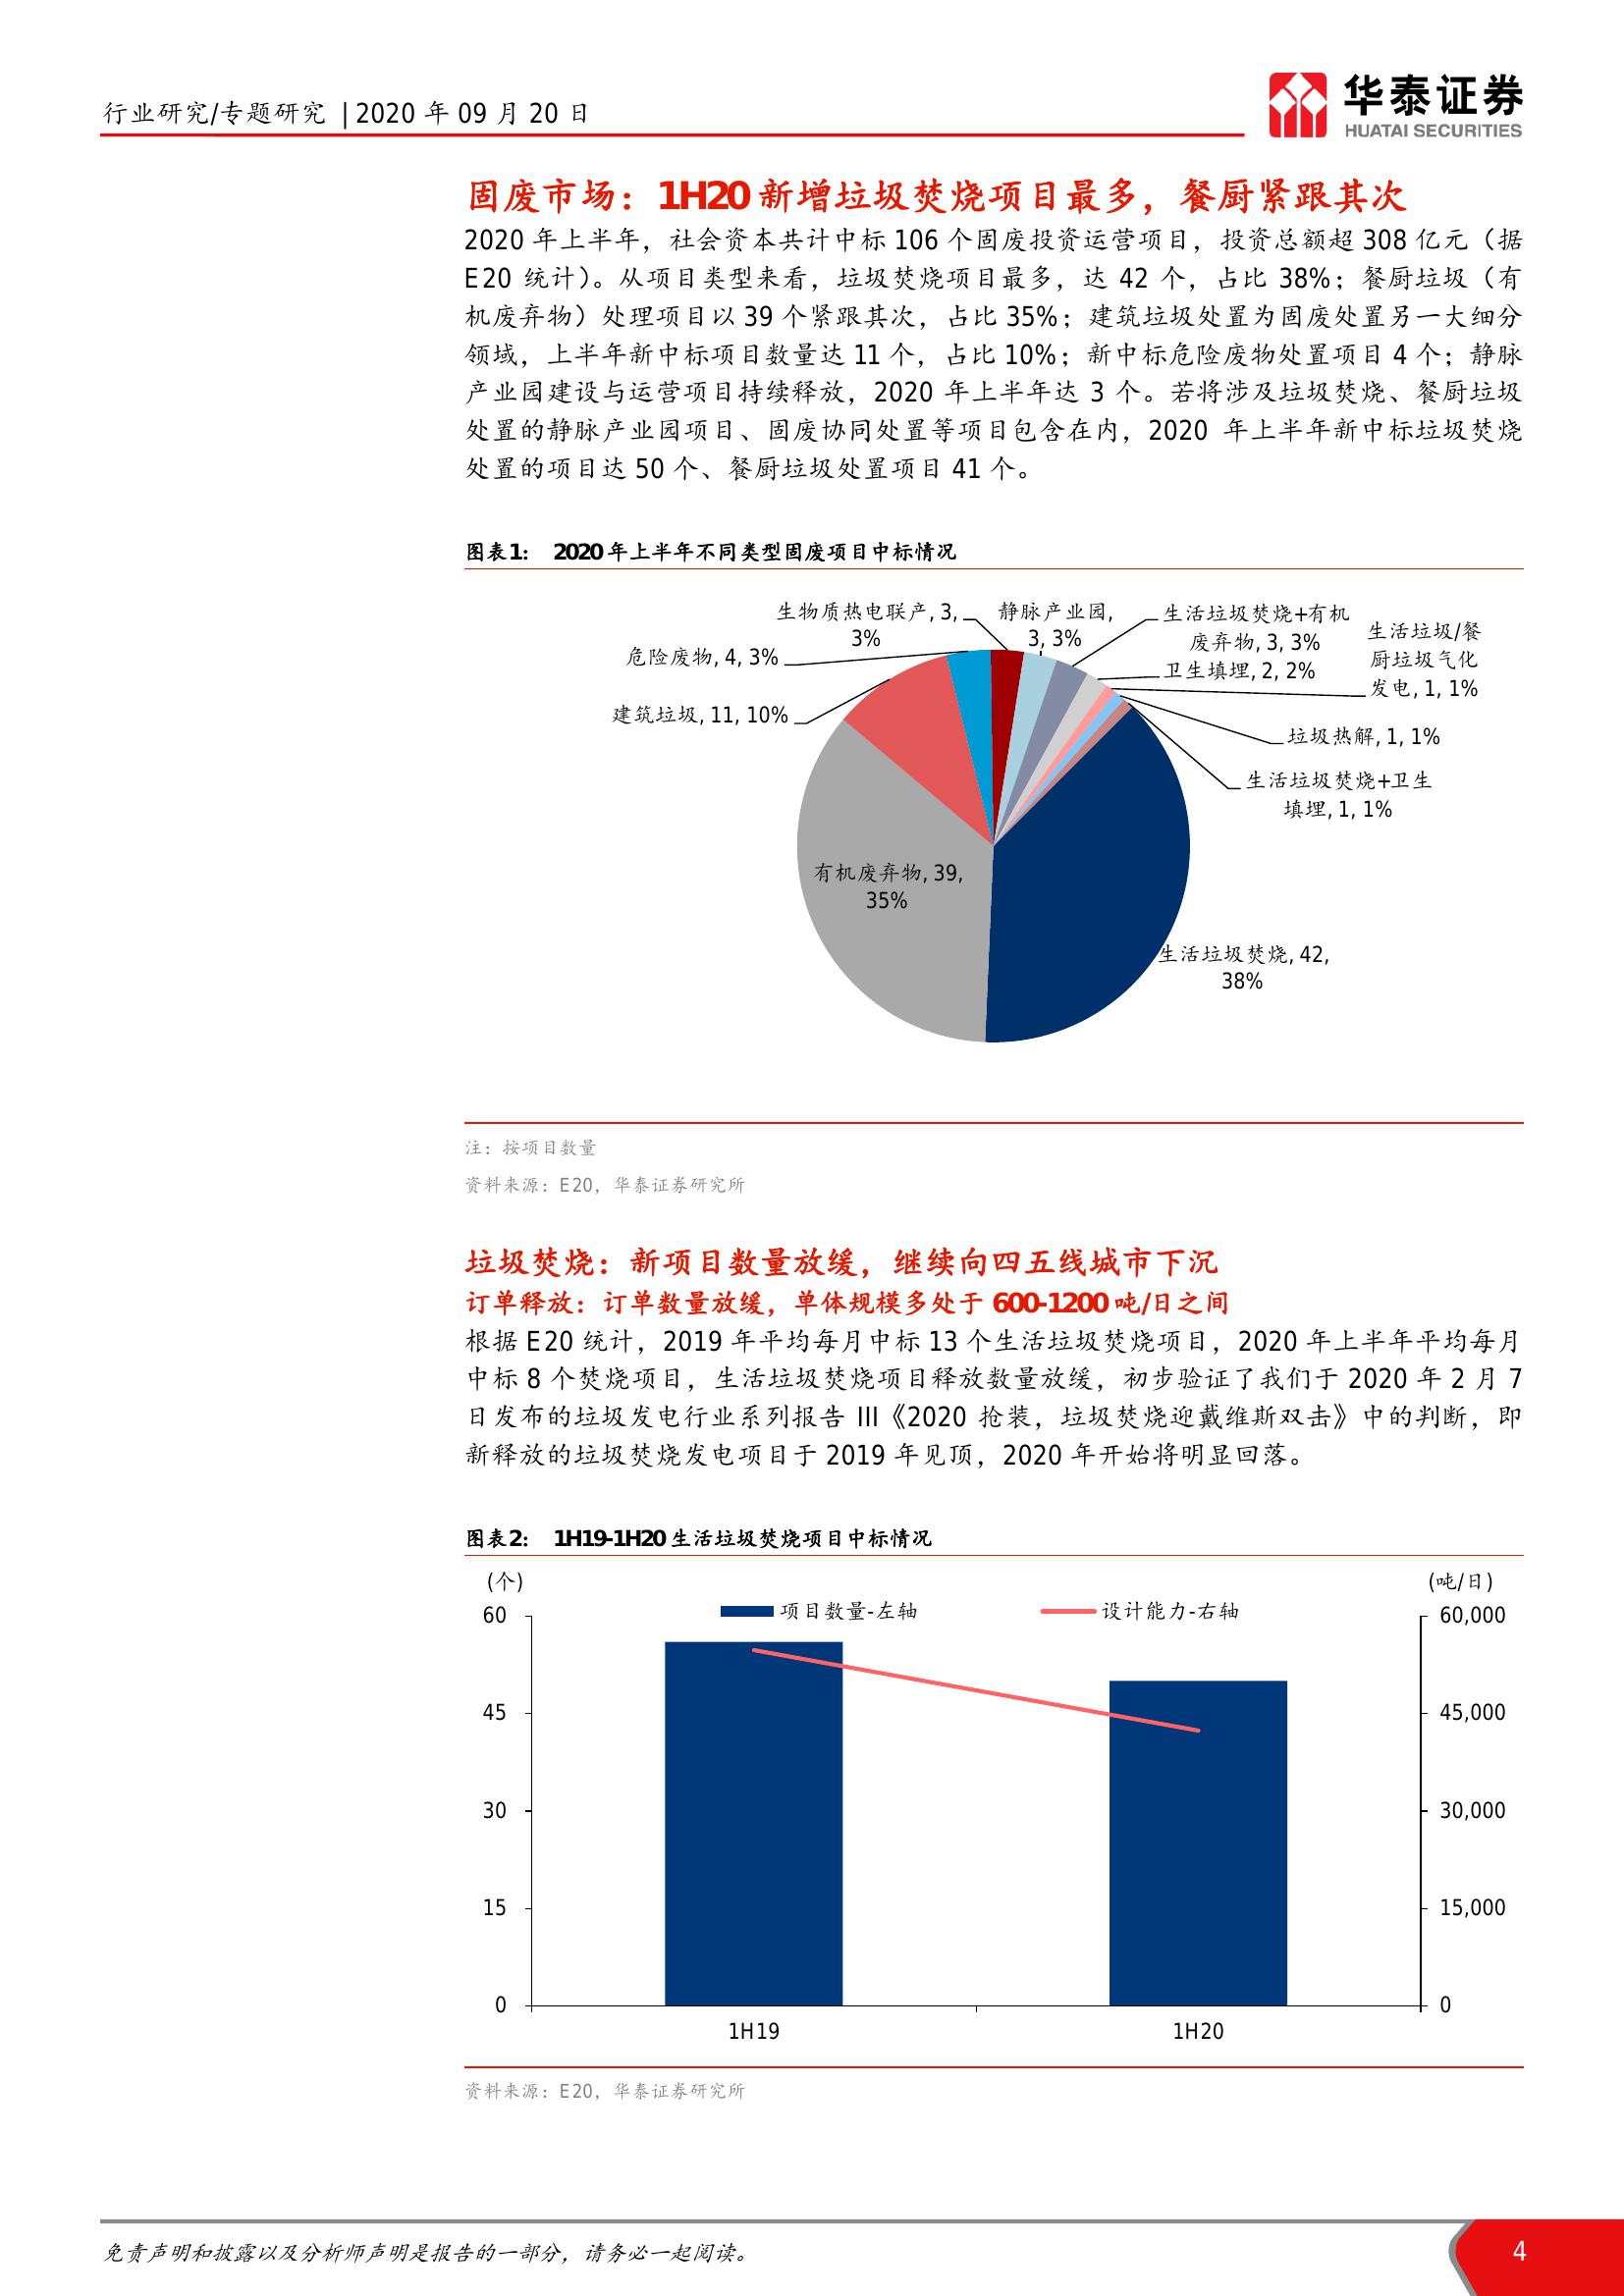 行业研究/专题研究 | 2020 年 09 月 20 日
华泰证券
HUATAI SECURITIES
固废市场：1H20 新增垃圾焚烧项目最多，餐厨紧跟其次
2020 年上半年，社会资本共计中标 106 个固废投资运营项目，投资总额超 308 亿元（据
E20 统计）。从项目类型来看，垃圾焚烧项目最多，达 42 个，占比 38%；餐厨垃圾（有
机废弃物）处理项目以 39 个紧跟其次，占比 35%；建筑垃圾处置为固废处置另一大细分
领域，上半年新中标项目数量达 11 个，占比 10%；新中标危险废物处置项目 4 个；静脉
产业园建设与运营项目持续释放，2020 年上半年达 3 个。若将涉及垃圾焚烧、餐厨垃圾
处置的静脉产业园项目、固废协同处置等项目包含在内，2020 年上半年新中标垃圾焚烧
处置的项目达 50 个、餐厨垃圾处置项目 41 个。
图表1： 2020 年上半年不同类型固废项目中标情况
生物质热电联产, 3,
3%
静脉产业园,
3, 3%
生活垃圾焚烧+有机
废弃物, 3, 3%
生活垃圾/餐
厨垃圾气化
发电, 1, 1%
危险废物, 4, 3%
卫生填埋, 2, 2%
建筑垃圾, 11, 10%
垃圾热解, 1, 1%
生活垃圾焚烧+卫生
填埋, 1, 1%
有机废弃物, 39,
35%
生活垃圾焚烧, 42,
38%
注：按项目数量
资料来源：E20，华泰证券研究所
垃圾焚烧：新项目数量放缓，继续向四五线城市下沉
订单释放：订单数量放缓，单体规模多处于 600-1200 吨/日之间
根据 E20 统计，2019 年平均每月中标 13 个生活垃圾焚烧项目，2020 年上半年平均每月
中标 8 个焚烧项目，生活垃圾焚烧项目释放数量放缓，初步验证了我们于 2020 年 2 月 7
日发布的垃圾发电行业系列报告 III《2020 抢装，垃圾焚烧迎戴维斯双击》中的判断，即
新释放的垃圾焚烧发电项目于 2019 年见顶，2020 年开始将明显回落。
图表2： 1H19-1H20 生活垃圾焚烧项目中标情况
(个)
(吨/日)
项目数量-左轴
设计能力-右轴
60
60,000
45
45,000
30
30,000
15
15,000
0
0
1H19
1H20
资料来源：E20，华泰证券研究所
免责声明和披露以及分析师声明是报告的一部分，请务必一起阅读。
4